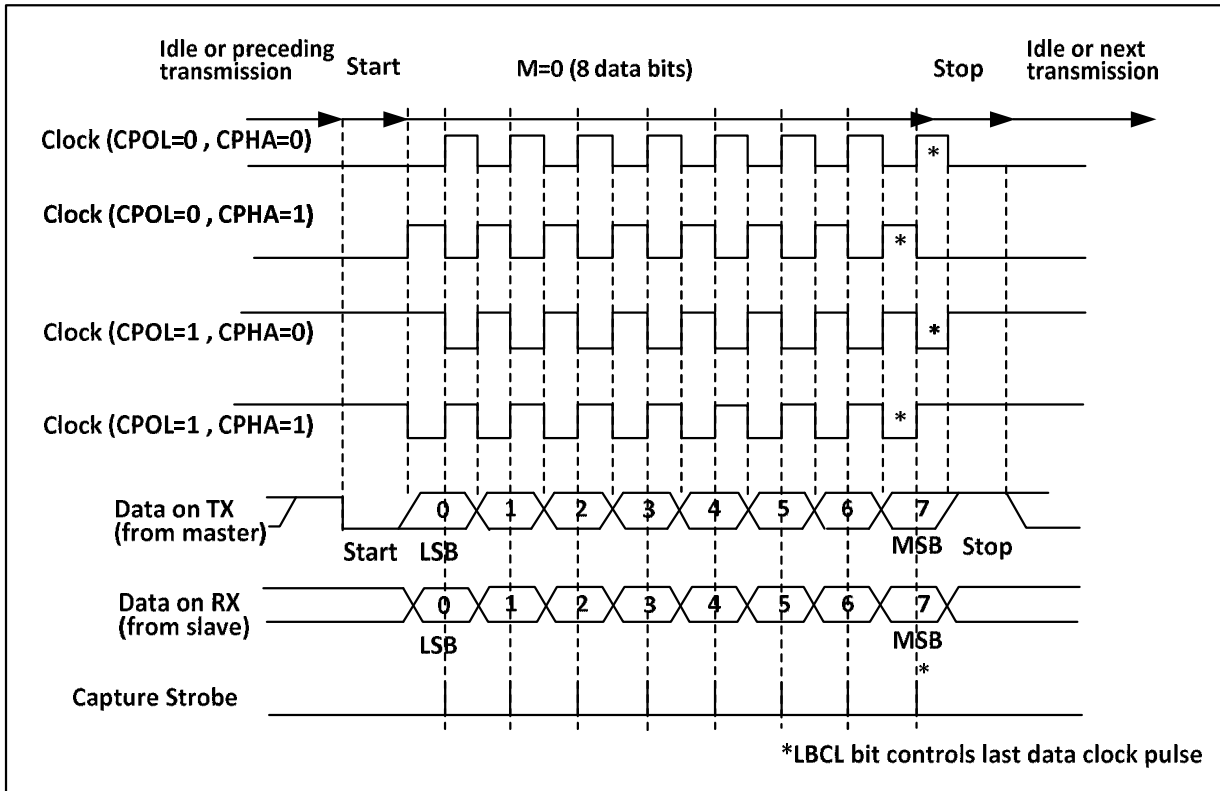 Idle or preceding
transmission
Start
M=0 (8 data bits)
Stop
Idle or next
transmission
Clock (CPOL=0 , CPHA=0)
*
Clock (CPOL=0 , CPHA=1)
*
Clock (CPOL=1 , CPHA=0)
*
Clock (CPOL=1 , CPHA=1)
*
Data on TX
(from master)
0 1 2 3 4 5 6 7
Start LSB MSB Stop
Data on RX
(from slave)
0 1 2 3 4 5 6 7
LSB MSB
*
Capture Strobe
*LBCL bit controls last data clock pulse